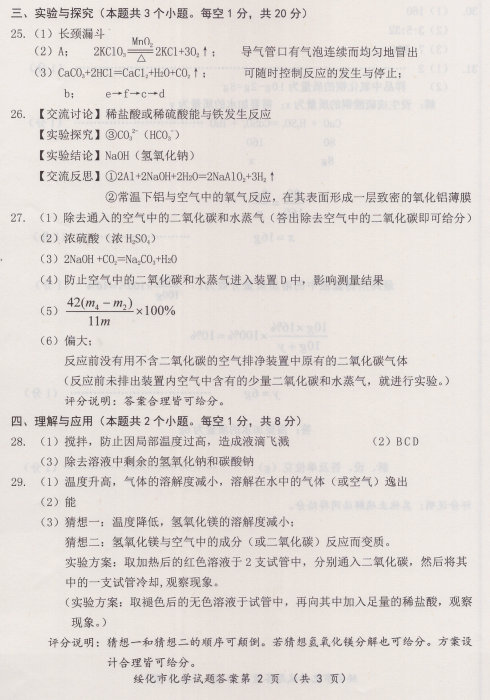 三、实验与探究（本题共 3 个小题。每空 1 分，共 20 分）
25.（1）长颈漏斗
（2）A； 2KClO₃ MnO₂ △ 2KCl+3O₂↑； 导气管口有气泡连续而均匀地冒出
（3）CaCO₃+2HCl=CaCl₂+H₂O+CO₂↑； 可随时控制反应的发生与停止；
b； e→f→c→d
26. 【交流讨论】稀盐酸或稀硫酸能与铁发生反应
【实验探究】③CO₃²⁻（HCO₃⁻）
【实验结论】NaOH（氢氧化钠）
【交流反思】①2Al+2NaOH+2H₂O=2NaAlO₂+3H₂↑
②常温下铝与空气中的氧气反应，在其表面形成一层致密的氧化铝薄膜
27.（1）除去通入的空气中的二氧化碳和水蒸气（答出除去空气中的二氧化碳即可给分）
（2）浓硫酸（浓 H₂SO₄）
（3）2NaOH +CO₂=Na₂CO₃+H₂O
（4）防止空气中的二氧化碳和水蒸气进入装置 D 中，影响测量结果
（5）42(m₄－m₂)/11m×100%
（6）偏大；
反应前没有用不含二氧化碳的空气排净装置中原有的二氧化碳气体
（反应前未排出装置内空气中含有的少量二氧化碳和水蒸气，就进行实验。）
评分说明：答案合理皆可给分。
四、理解与应用（本题共 2 个小题。每空 1 分，共 8 分）
28.（1）搅拌，防止因局部温度过高，造成液滴飞溅 （2）BCD
（3）除去溶液中剩余的氢氧化钠和碳酸钠
29.（1）温度升高，气体的溶解度减小，溶解在水中的气体（或空气）逸出
（2）能
（3）猜想一：温度降低，氢氧化镁的溶解度减小；
猜想二：氢氧化镁与空气中的成分（或二氧化碳）反应而变质。
实验方案：取加热后的红色溶液于 2 支试管中，分别通入二氧化碳，然后将其
中的一支试管冷却,观察现象。
（实验方案：取褪色后的无色溶液于试管中，再向其中加入足量的稀盐酸，观察
现象。）
评分说明：猜想一和猜想二的顺序可颠倒。若猜想氢氧化镁分解也可给分。方案设
计合理皆可给分。
绥化市化学试题答案第 2 页 （共 3 页）